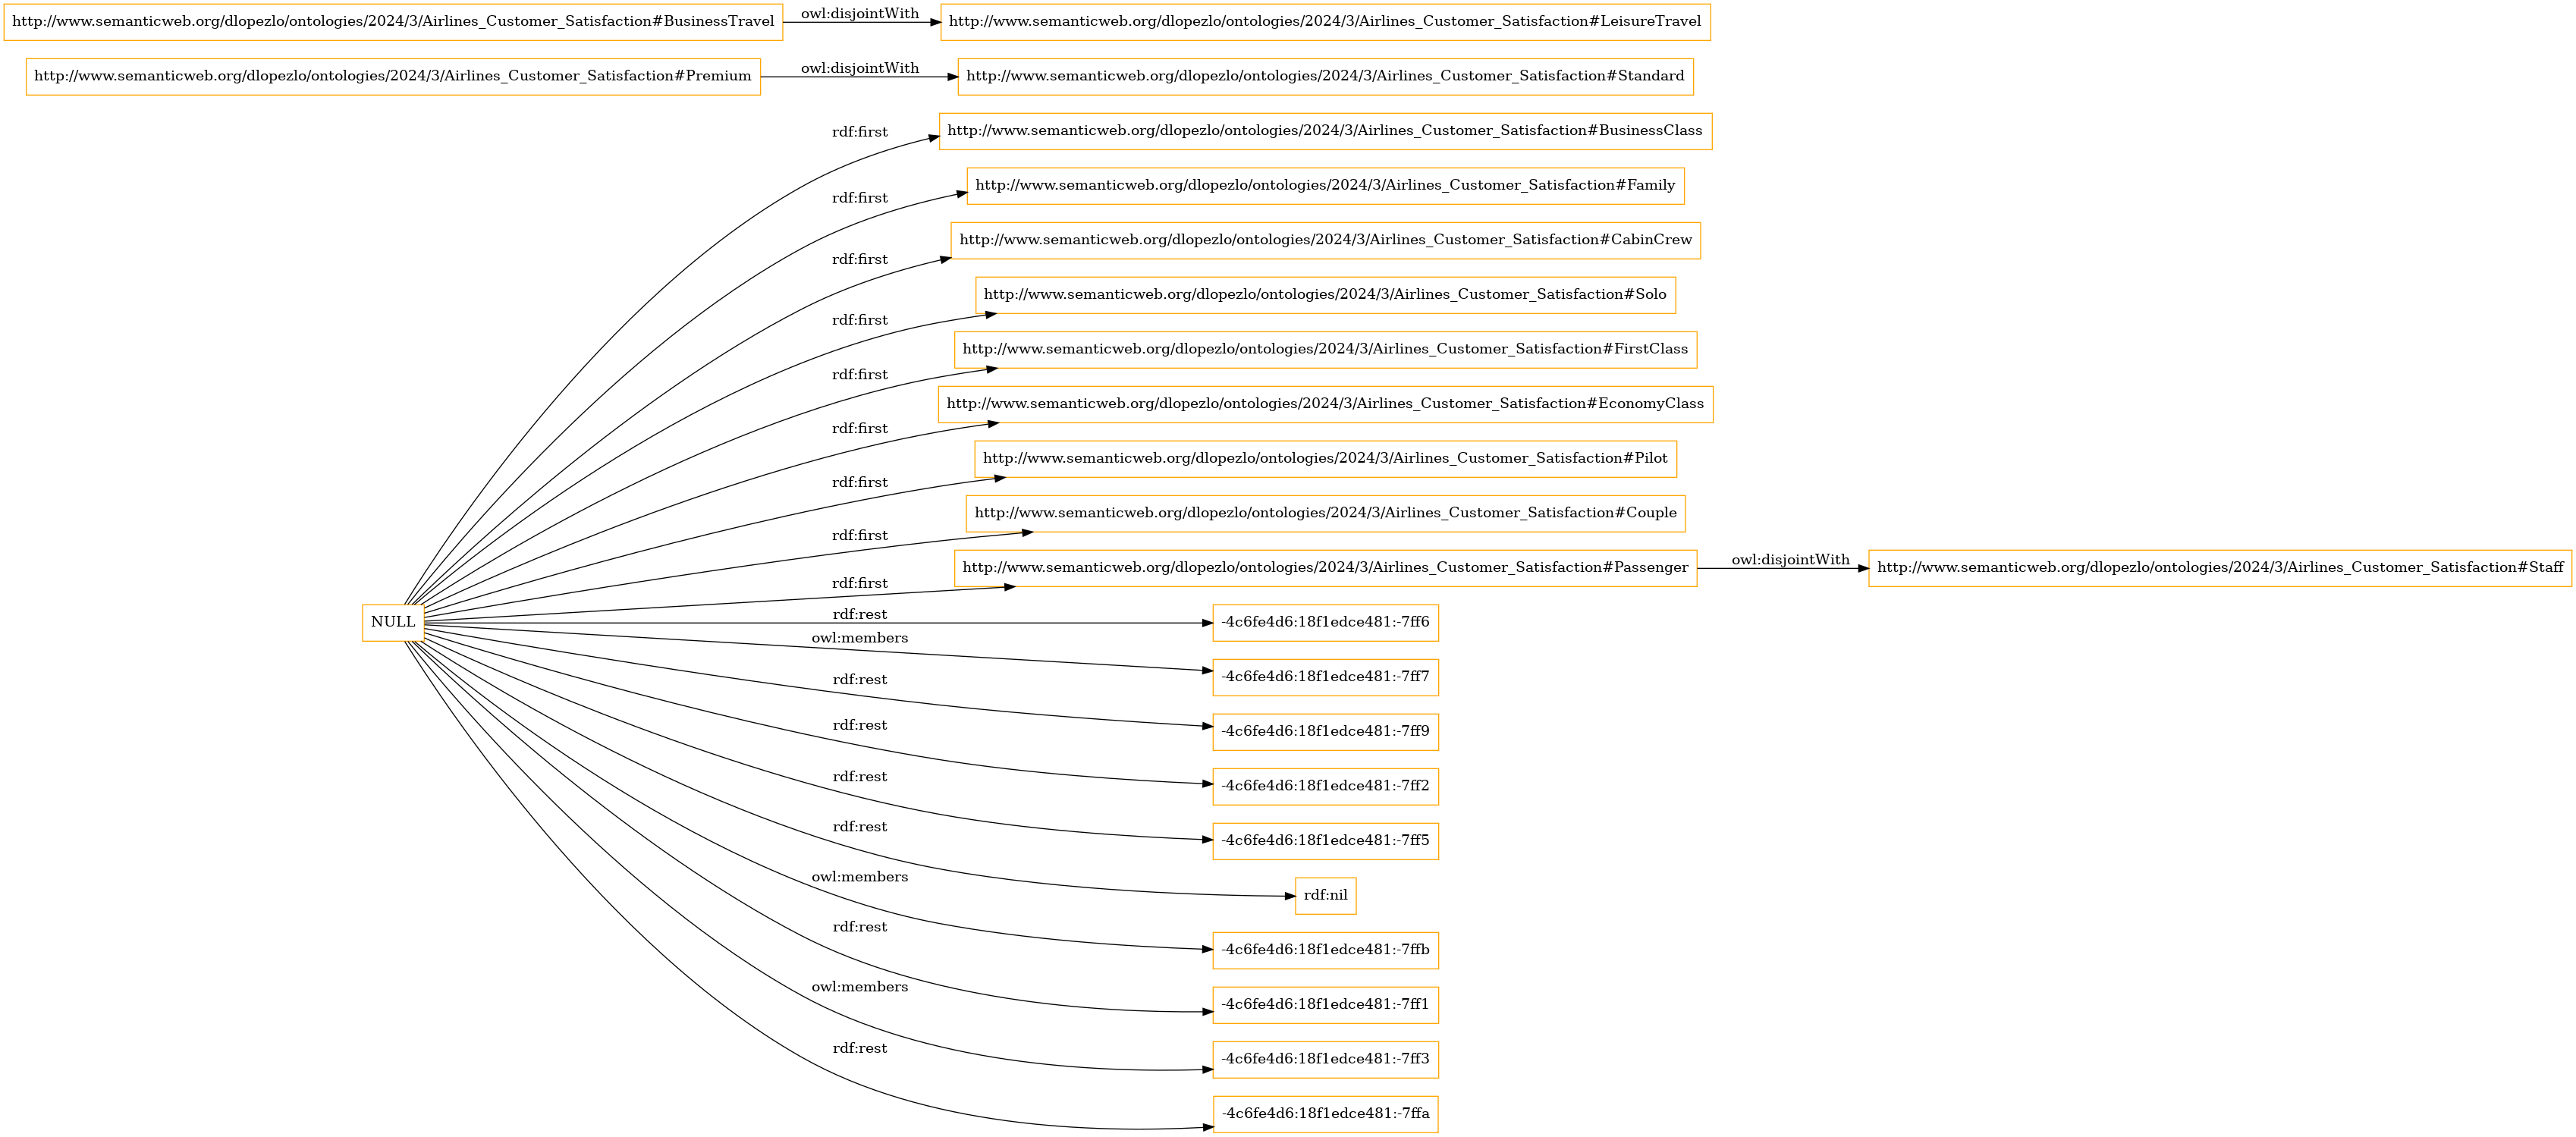 http://www.semanticweb.org/dlopezlo/ontologies/2024/3/Airlines_Customer_Satisfaction#BusinessTravel
owl:disjointWith
http://www.semanticweb.org/dlopezlo/ontologies/2024/3/Airlines_Customer_Satisfaction#LeisureTravel
http://www.semanticweb.org/dlopezlo/ontologies/2024/3/Airlines_Customer_Satisfaction#Premium
owl:disjointWith
http://www.semanticweb.org/dlopezlo/ontologies/2024/3/Airlines_Customer_Satisfaction#Standard
rdf:first
http://www.semanticweb.org/dlopezlo/ontologies/2024/3/Airlines_Customer_Satisfaction#BusinessClass
rdf:first
http://www.semanticweb.org/dlopezlo/ontologies/2024/3/Airlines_Customer_Satisfaction#Family
rdf:first
http://www.semanticweb.org/dlopezlo/ontologies/2024/3/Airlines_Customer_Satisfaction#CabinCrew
rdf:first
http://www.semanticweb.org/dlopezlo/ontologies/2024/3/Airlines_Customer_Satisfaction#Solo
rdf:first
http://www.semanticweb.org/dlopezlo/ontologies/2024/3/Airlines_Customer_Satisfaction#FirstClass
rdf:first
http://www.semanticweb.org/dlopezlo/ontologies/2024/3/Airlines_Customer_Satisfaction#EconomyClass
rdf:first
http://www.semanticweb.org/dlopezlo/ontologies/2024/3/Airlines_Customer_Satisfaction#Pilot
rdf:first
http://www.semanticweb.org/dlopezlo/ontologies/2024/3/Airlines_Customer_Satisfaction#Couple
rdf:first
http://www.semanticweb.org/dlopezlo/ontologies/2024/3/Airlines_Customer_Satisfaction#Passenger
owl:disjointWith
http://www.semanticweb.org/dlopezlo/ontologies/2024/3/Airlines_Customer_Satisfaction#Staff
NULL
rdf:rest
-4c6fe4d6:18f1edce481:-7ff6
owl:members
-4c6fe4d6:18f1edce481:-7ff7
rdf:rest
-4c6fe4d6:18f1edce481:-7ff9
rdf:rest
-4c6fe4d6:18f1edce481:-7ff2
rdf:rest
-4c6fe4d6:18f1edce481:-7ff5
rdf:rest
rdf:nil
owl:members
-4c6fe4d6:18f1edce481:-7ffb
rdf:rest
-4c6fe4d6:18f1edce481:-7ff1
owl:members
-4c6fe4d6:18f1edce481:-7ff3
rdf:rest
-4c6fe4d6:18f1edce481:-7ffa